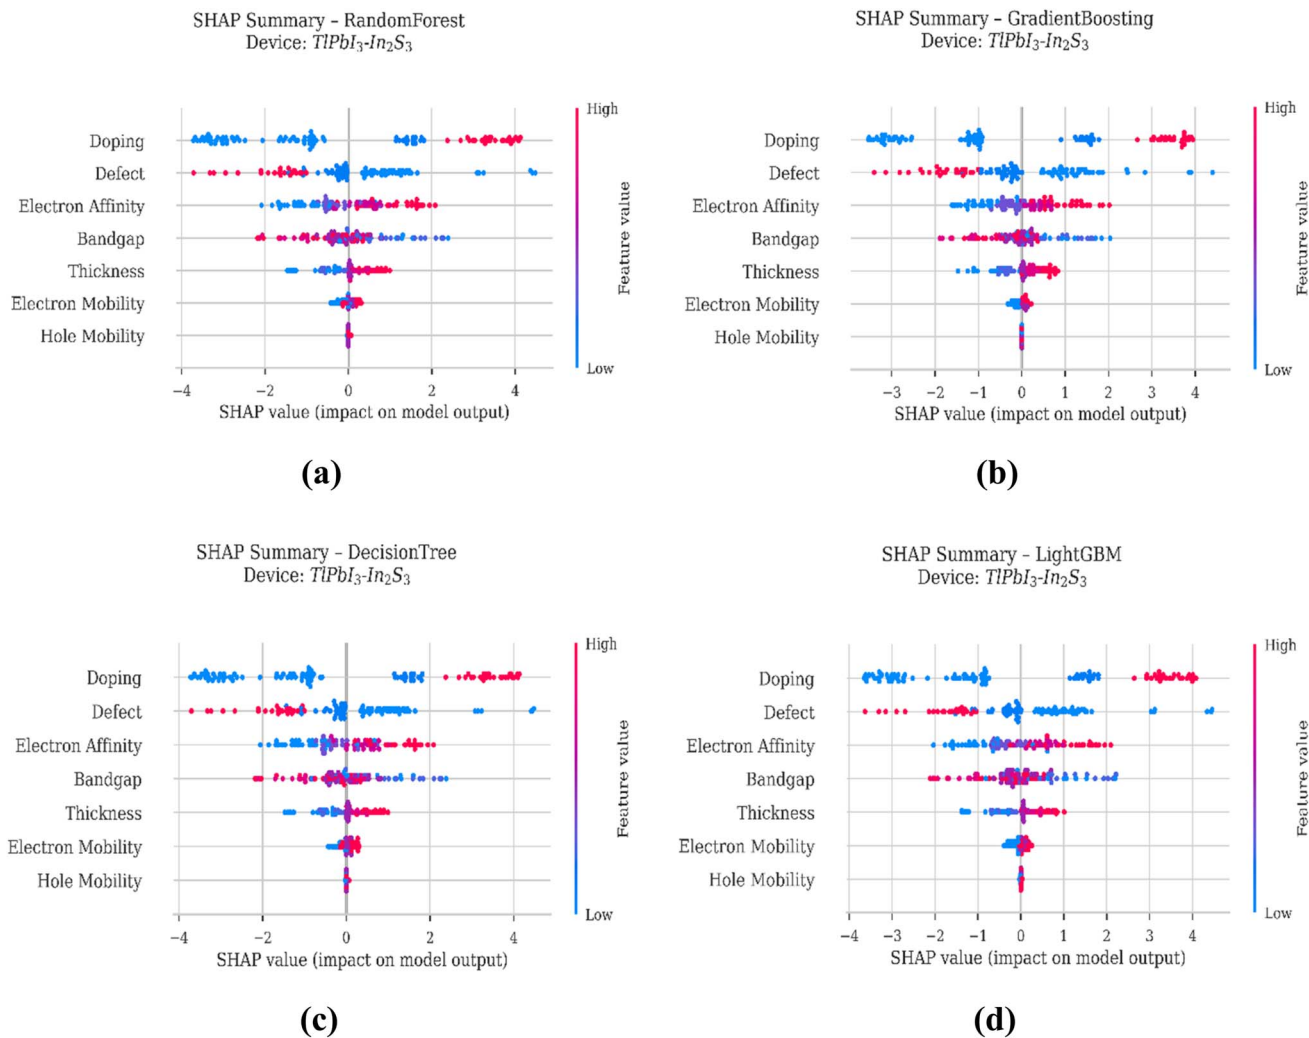 SHAP Summary – RandomForest
Device: TlPbI₃-In₂S₃
High
Doping
Defect
Electron Affinity
Bandgap
Thickness
Electron Mobility
Hole Mobility
Low
Feature value
−4 −2 0 2 4
SHAP value (impact on model output)
(a)
SHAP Summary – GradientBoosting
Device: TlPbI₃-In₂S₃
High
Doping
Defect
Electron Affinity
Bandgap
Thickness
Electron Mobility
Hole Mobility
Low
Feature value
−3 −2 −1 0 1 2 3 4
SHAP value (impact on model output)
(b)
SHAP Summary – DecisionTree
Device: TlPbI₃-In₂S₃
High
Doping
Defect
Electron Affinity
Bandgap
Thickness
Electron Mobility
Hole Mobility
Low
Feature value
−4 −2 0 2 4
SHAP value (impact on model output)
(c)
SHAP Summary – LightGBM
Device: TlPbI₃-In₂S₃
High
Doping
Defect
Electron Affinity
Bandgap
Thickness
Electron Mobility
Hole Mobility
Low
Feature value
−4 −3 −2 −1 0 1 2 3 4
SHAP value (impact on model output)
(d)